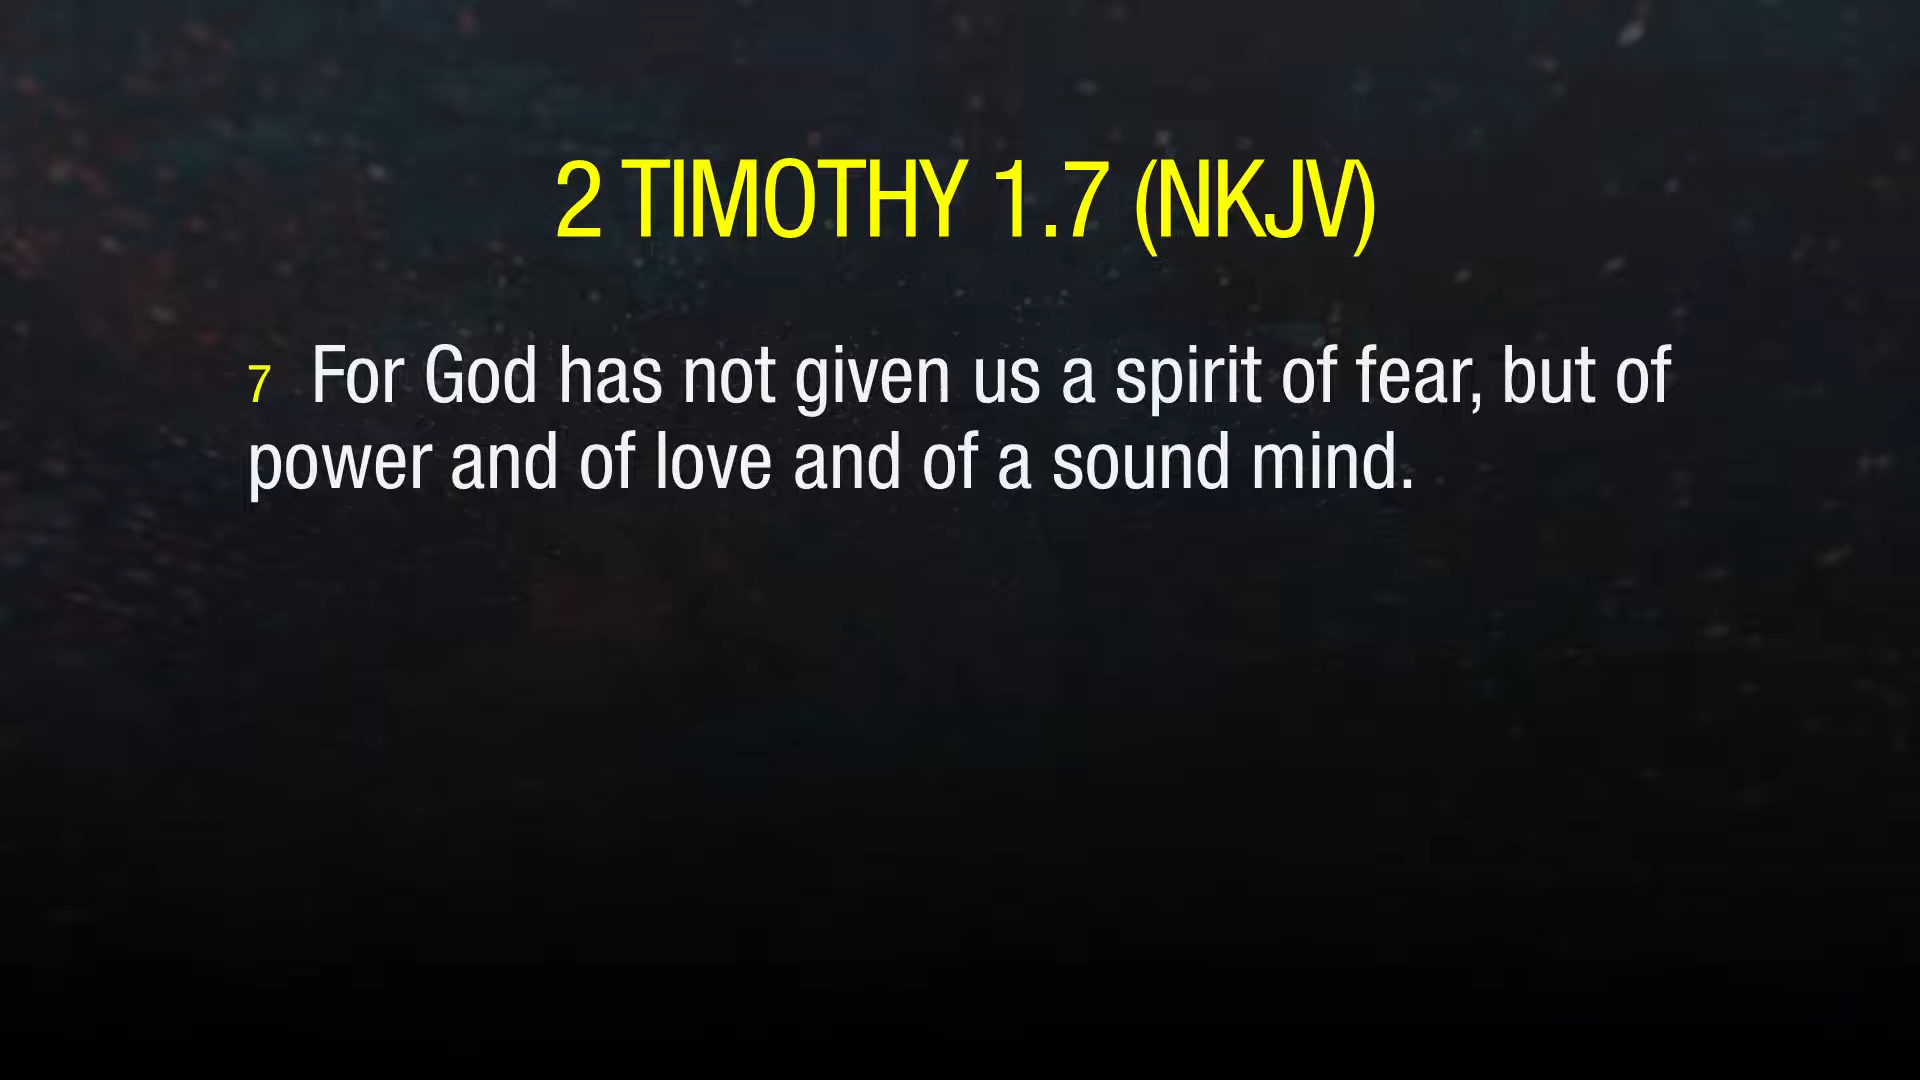 2 TIMOTHY 1.7 (NKJV)
7 For God has not given us a spirit of fear, but of
power and of love and of a sound mind.